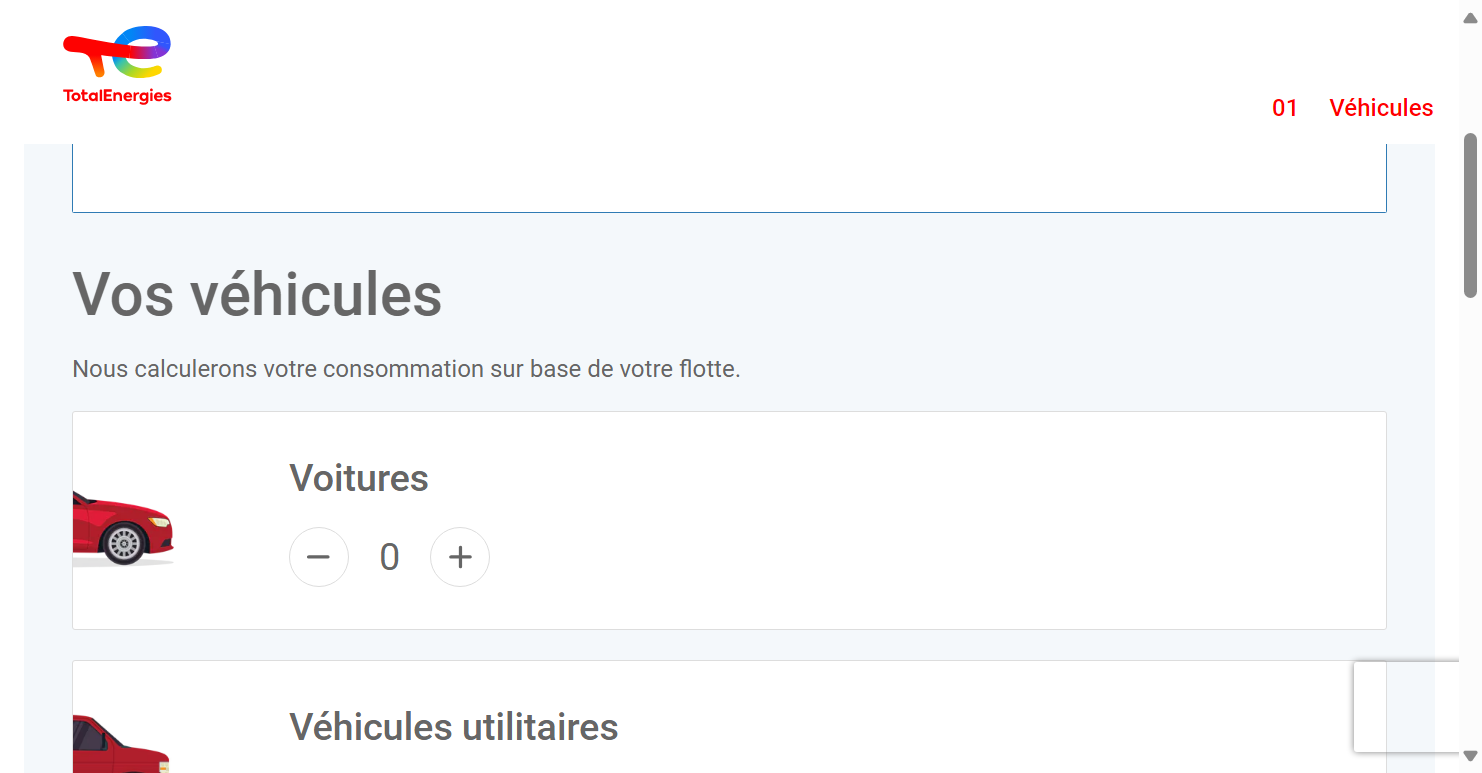 TotalEnergies
01 Véhicules
Vos véhicules
Nous calculerons votre consommation sur base de votre flotte.
Voitures
0
Véhicules utilitaires